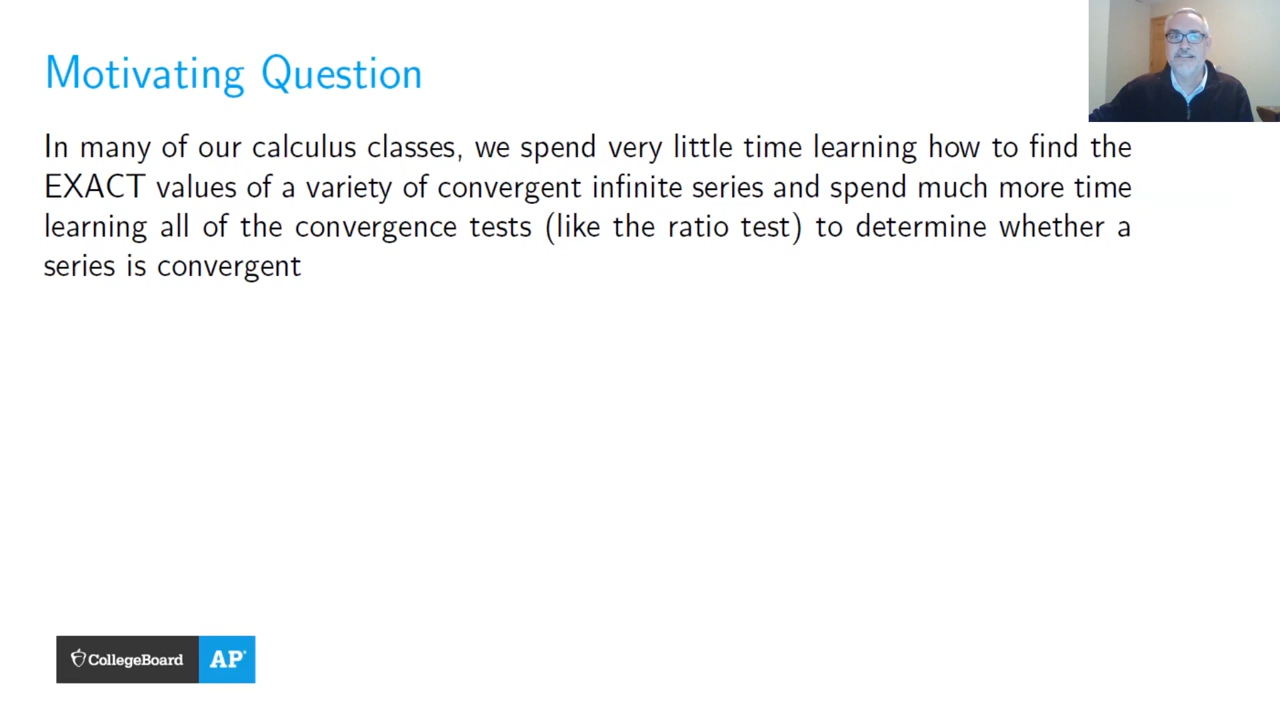 Motivating Question
In many of our calculus classes, we spend very little time learning how to find the
EXACT values of a variety of convergent infinite series and spend much more time
learning all of the convergence tests (like the ratio test) to determine whether a
series is convergent
CollegeBoard AP®